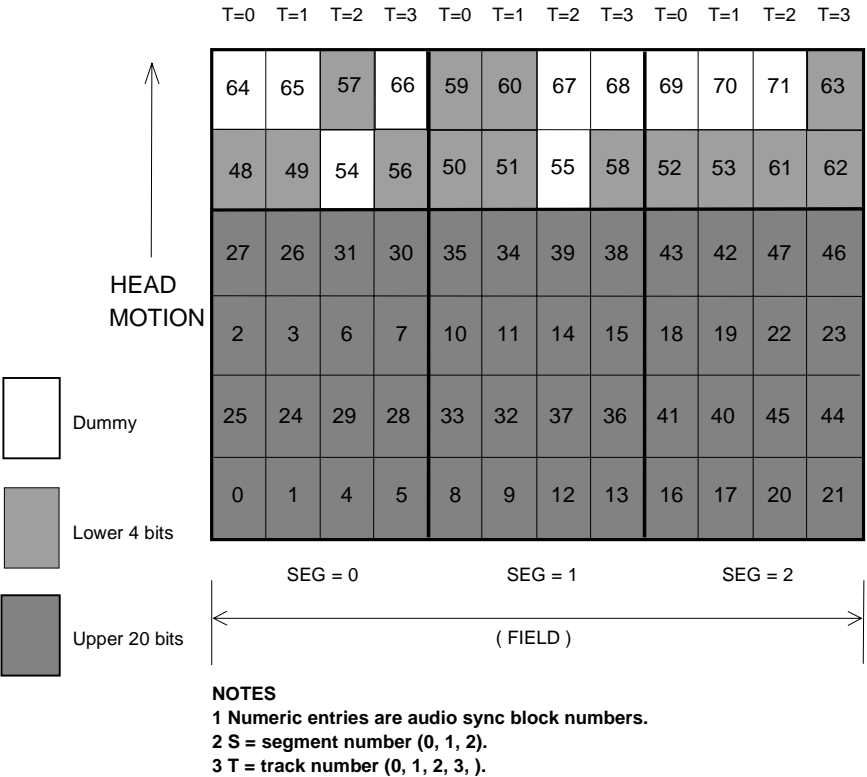 T=0 T=1 T=2 T=3 T=0 T=1 T=2 T=3 T=0 T=1 T=2 T=3
64 65 57 66 59 60 67 68 69 70 71 63
48 49 54 56 50 51 55 58 52 53 61 62
27 26 31 30 35 34 39 38 43 42 47 46
HEAD
MOTION
2 3 6 7 10 11 14 15 18 19 22 23
25 24 29 28 33 32 37 36 41 40 45 44
Dummy
0 1 4 5 8 9 12 13 16 17 20 21
Lower 4 bits
SEG = 0 SEG = 1 SEG = 2
Upper 20 bits
( FIELD )
NOTES
1 Numeric entries are audio sync block numbers.
2 S = segment number (0, 1, 2).
3 T = track number (0, 1, 2, 3, ).